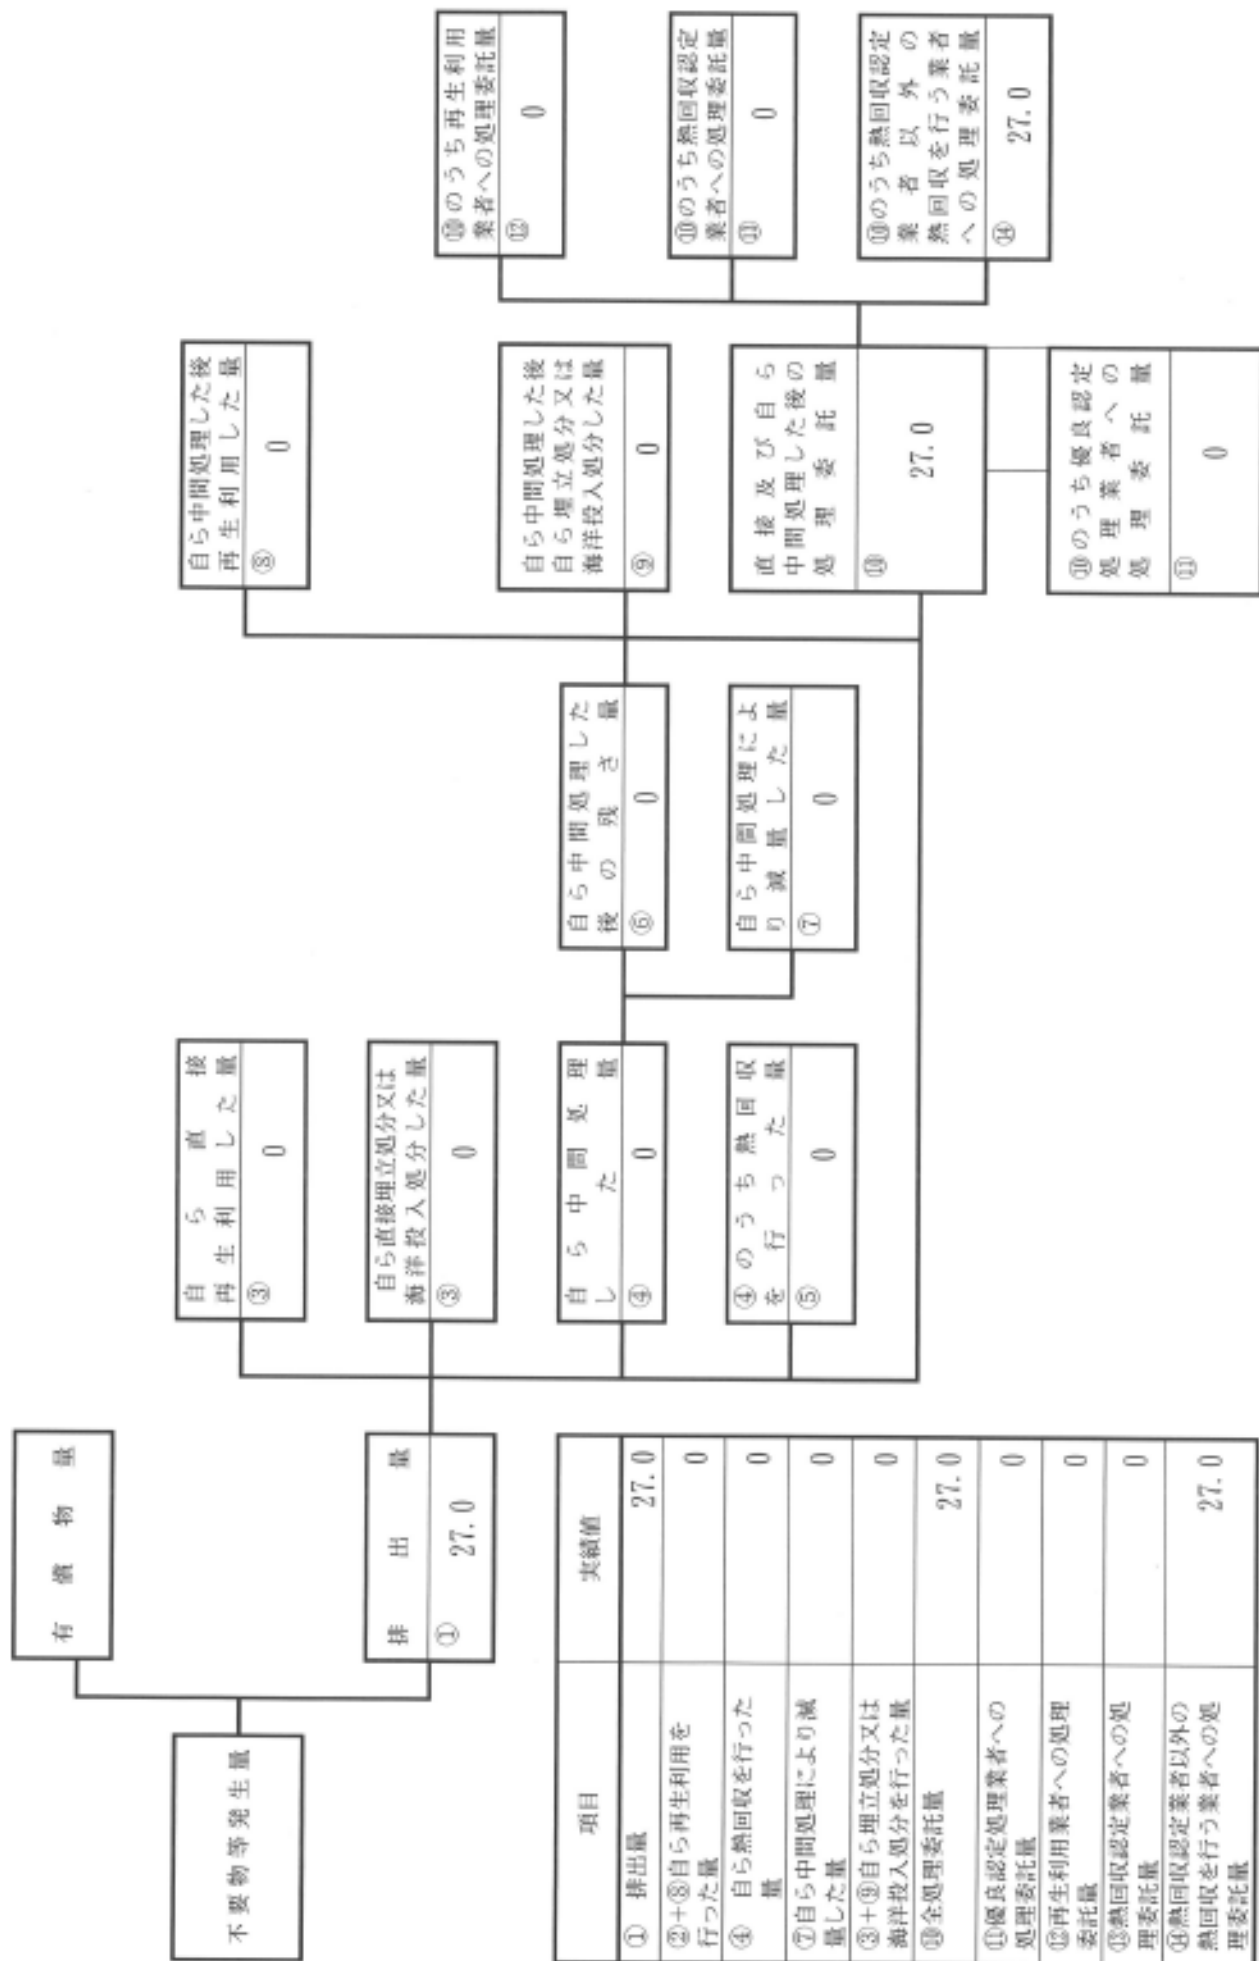 不要物等発生量
有償物量
排出量
① 27.0
自ら直接
再生利用した量
③ 0
自ら直接埋立処分又は
海洋投入処分した量
③ 0
自ら中間処理
した量
④ 0
④のうち熱回収
を行った量
⑤ 0
自ら中間処理した
後の残さ量
⑥ 0
自ら中間処理によ
り減量した量
⑦ 0
自ら中間処理した後
再生利用した量
⑧ 0
自ら中間処理した後
自ら埋立処分又は
海洋投入処分した量
⑨ 0
直接及び自ら
中間処理した後の
処理委託量
⑩ 27.0
⑩のうち優良認定
処理業者への
処理委託量
⑪ 0
⑩のうち再生利用
業者への処理委託量
⑫ 0
⑩のうち熱回収認定
業者への処理委託量
⑬ 0
⑩のうち熱回収認定
業者以外の
熱回収を行う業者
への処理委託量
⑭ 27.0
項目 実績値
① 排出量 27.0
②+⑧自ら再生利用を
行った量 0
④ 自ら熱回収を行った
量 0
⑦自ら中間処理により減
量した量 0
③+⑨自ら埋立処分又は
海洋投入処分を行った量 0
⑩全処理委託量 27.0
⑪優良認定処理業者への
処理委託量 0
⑫再生利用業者への処理
委託量 0
⑬熱回収認定業者への処
理委託量 0
⑭熱回収認定業者以外の
熱回収を行う業者への処
理委託量 27.0